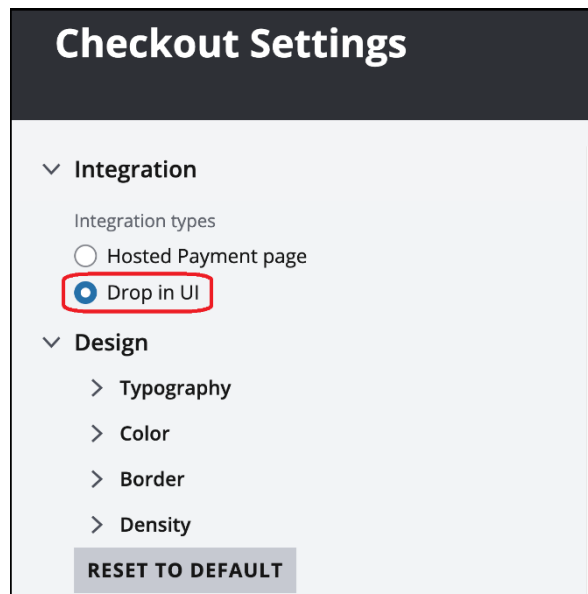 Checkout Settings
Integration
Integration types
Hosted Payment page
Drop in UI
Design
Typography
Color
Border
Density
RESET TO DEFAULT